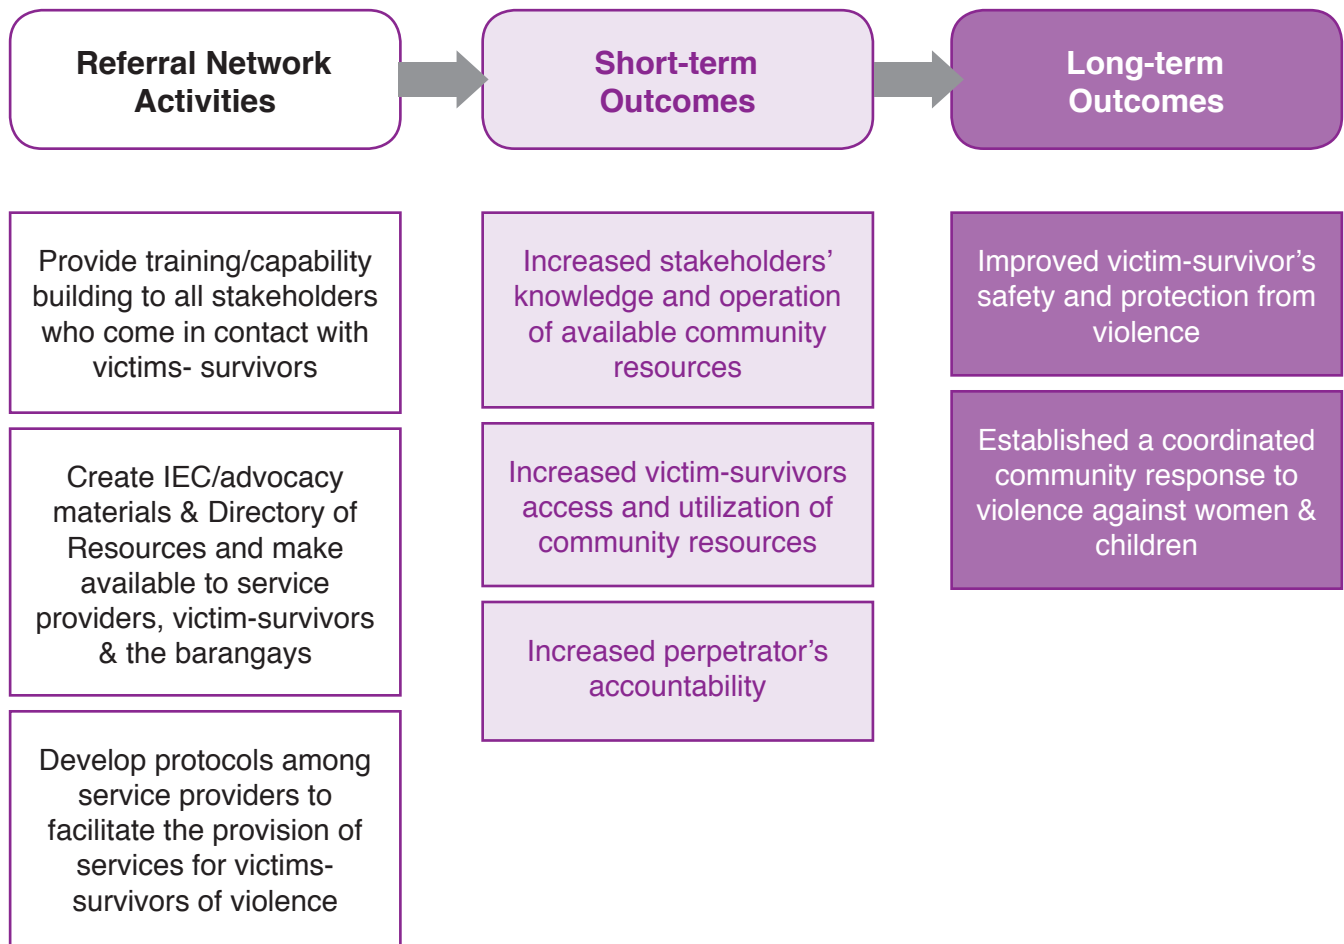 Referral Network
Activities
Short-term
Outcomes
Long-term
Outcomes
Provide training/capability
building to all stakeholders
who come in contact with
victims- survivors
Create IEC/advocacy
materials & Directory of
Resources and make
available to service
providers, victim-survivors
& the barangays
Develop protocols among
service providers to
facilitate the provision of
services for victims-
survivors of violence
Increased stakeholders’
knowledge and operation
of available community
resources
Increased victim-survivors
access and utilization of
community resources
Increased perpetrator’s
accountability
Improved victim-survivor’s
safety and protection from
violence
Established a coordinated
community response to
violence against women &
children